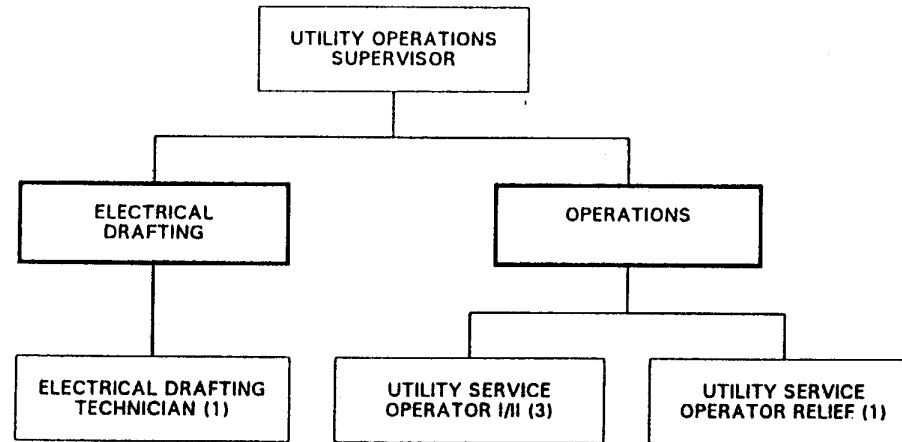 UTILITY OPERATIONS
SUPERVISOR
ELECTRICAL
DRAFTING
OPERATIONS
ELECTRICAL DRAFTING
TECHNICIAN (1)
UTILITY SERVICE
OPERATOR I/II (3)
UTILITY SERVICE
OPERATOR RELIEF (1)